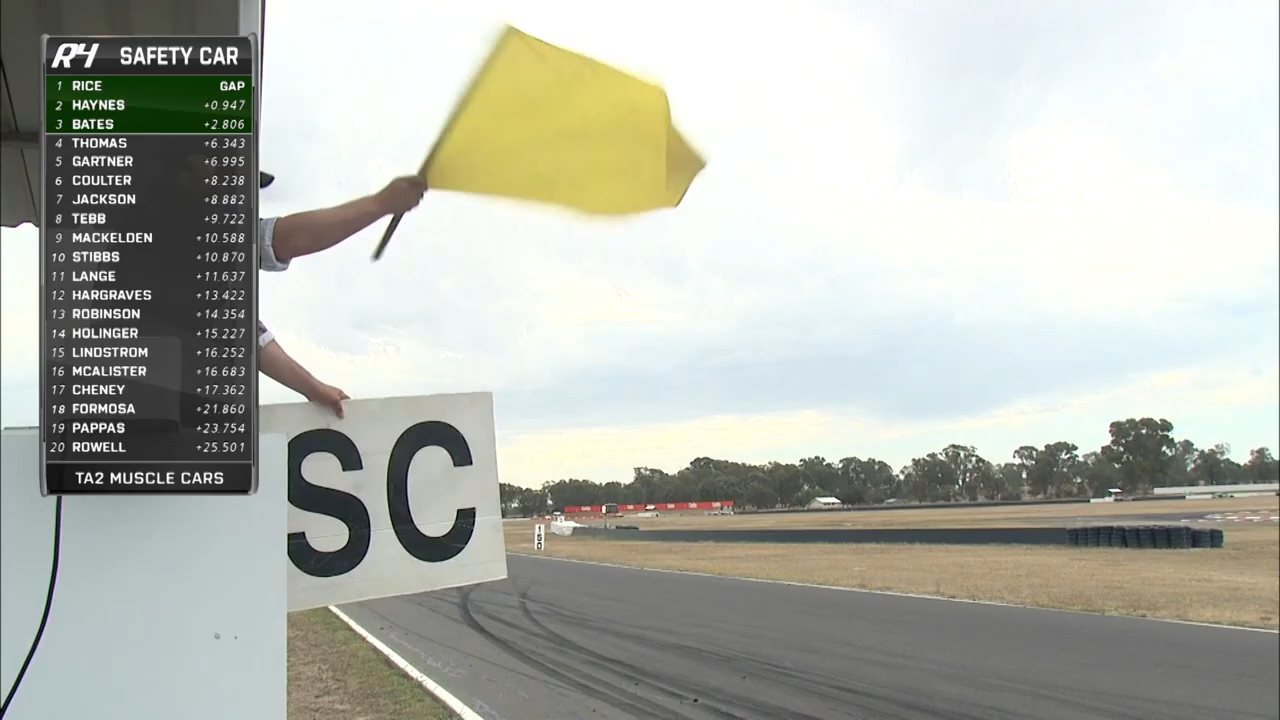 R4 SAFETY CAR
1 RICE GAP
2 HAYNES +0.947
3 BATES +2.806
4 THOMAS +6.343
5 GARTNER +6.995
6 COULTER +8.238
7 JACKSON +8.882
8 TEBB +9.722
9 MACKELDEN +10.588
10 STIBBS +10.870
11 LANGE +11.637
12 HARGRAVES +13.422
13 ROBINSON +14.354
14 HOLINGER +15.227
15 LINDSTROM +16.252
16 MCALISTER +16.683
17 CHENEY +17.362
18 FORMOSA +21.860
19 PAPPAS +23.754
20 ROWELL +25.501
TA2 MUSCLE CARS
SC
150